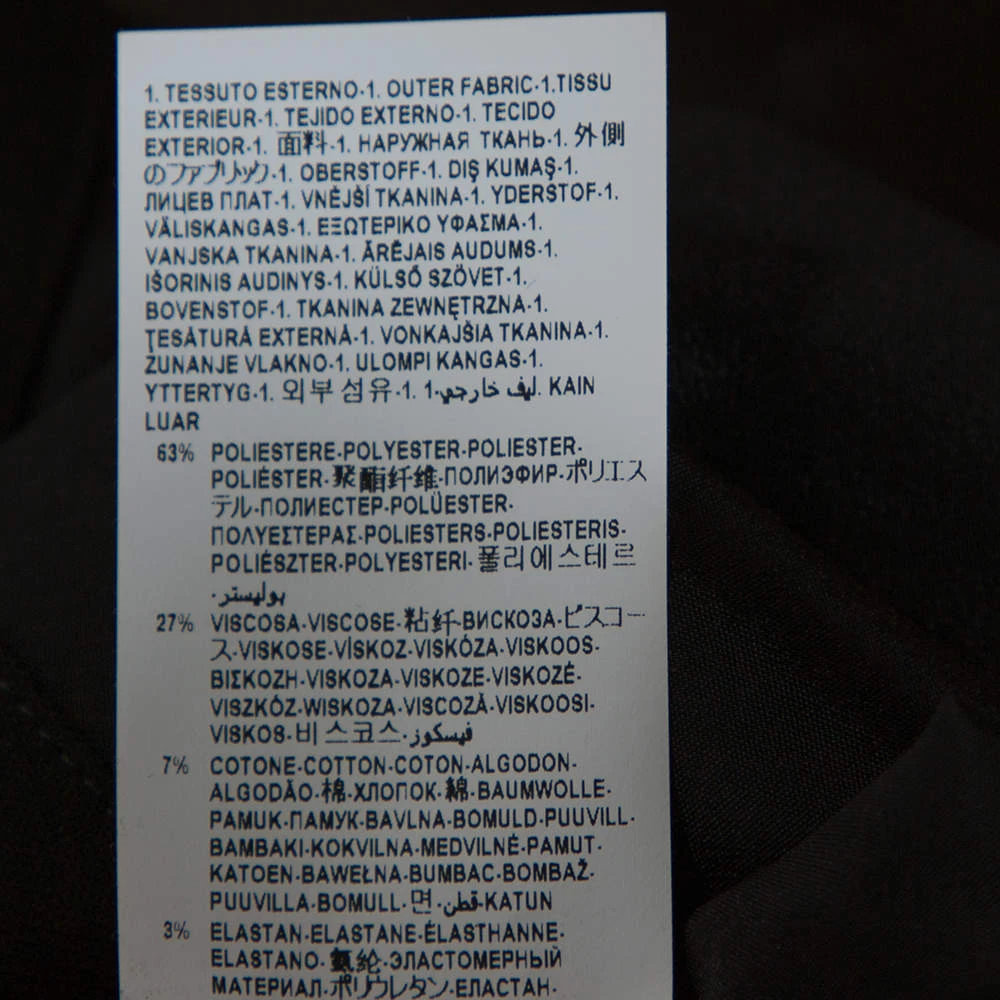 1. TESSUTO ESTERNO-1. OUTER FABRIC-1.TISSU
EXTERIEUR-1. TEJIDO EXTERNO-1. TECIDO
EXTERIOR-1. 面料-1. НАРУЖНАЯ ТКАНЬ-1. 外側
のファブリック-1. OBERSTOFF-1. DIŞ KUMAŞ-1.
ЛИЦЕВ ПЛАТ-1. VNĚJŠÍ TKANINA-1. YDERSTOF-1.
VÄLISKANGAS-1. ΕΞΩΤΕΡΙΚΟ ΥΦΑΣΜΑ-1.
VANJSKA TKANINA-1. ĀRĒJAIS AUDUMS-1.
IŠORINIS AUDINYS-1. KÜLSŐ SZÖVET-1.
BOVENSTOF-1. TKANINA ZEWNĘTRZNA-1.
ŢESĂTURĂ EXTERNĂ-1. VONKAJŠIA TKANINA-1.
ZUNANJE VLAKNO-1. ULOMPI KANGAS-1.
YTTERTYG-1. 외부 섬유-1. 1-ليف خارجي. KAIN
LUAR
63% POLIESTERE-POLYESTER-POLIESTER-
POLIÉSTER-聚酯纤维-ПОЛИЭФИР-ポリエス
テル-ПОЛИЕСТЕР-POLÜESTER-
ΠΟΛΥΕΣΤΕΡΑΣ-POLIESTERS-POLIESTERIS-
POLIÉSZTER-POLYESTERI-폴리에스테르
-بوليستر
27% VISCOSA-VISCOSE-粘纤-ВИСКОЗА-ビスコー
ス-VISKOSE-VİSKOZ-VISKÓZA-VISKOOS-
ΒΙΣΚΟΖΗ-VISKOZA-VISKOZE-VISKOZĖ-
VISZKÓZ-WISKOZA-VISCOZĂ-VISKOOSI-
VISKOS-비스코스-فيسكوز
7% COTONE-COTTON-COTON-ALGODON-
ALGODÃO-棉-ХЛОПОК-綿-BAUMWOLLE-
PAMUK-ПАМУК-BAVLNA-BOMULD-PUUVILL-
BAMBAKI-KOKVILNA-MEDVILNĖ-PAMUT-
KATOEN-BAWEŁNA-BUMBAC-BOMBAŽ-
PUUVILLA-BOMULL-면-قطن-KATUN
3% ELASTAN-ELASTANE-ÉLASTHANNE-
ELASTANO-氨纶-ЭЛАСТОМЕРНЫЙ
МАТЕРИАЛ-ポリウレタン-ЕЛАСТАН-